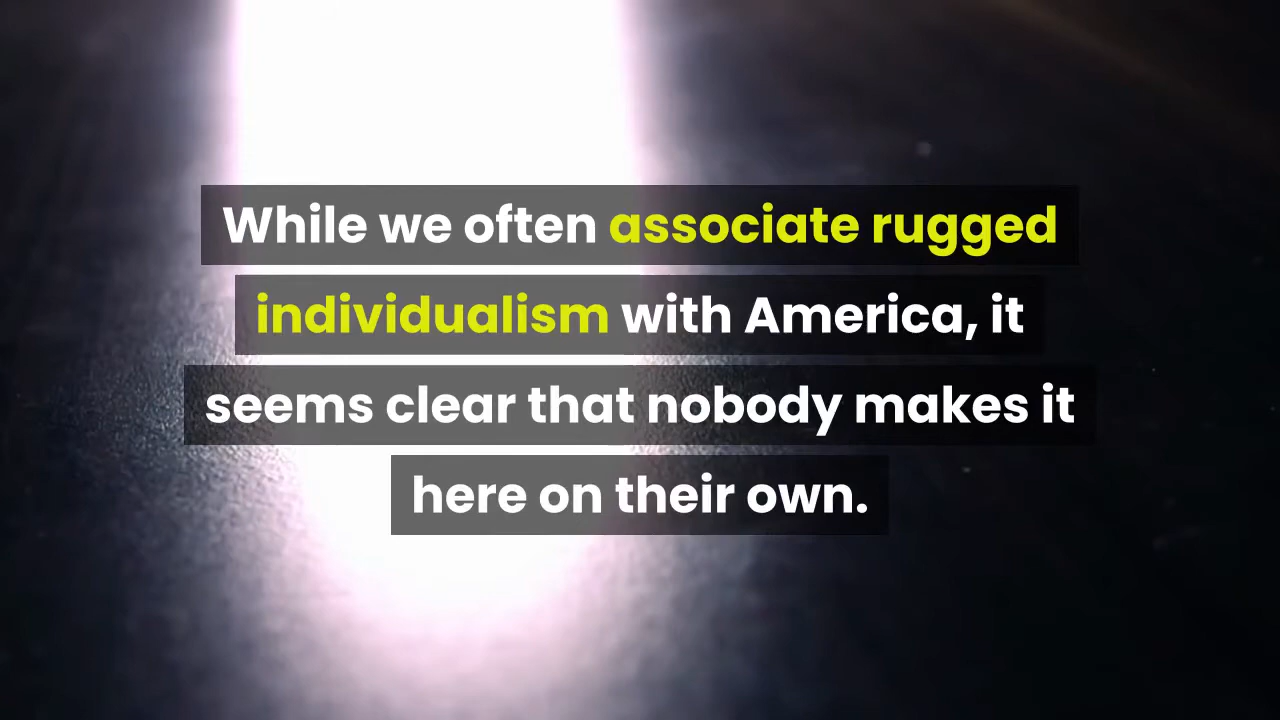 While we often associate rugged
individualism with America, it
seems clear that nobody makes it
here on their own.